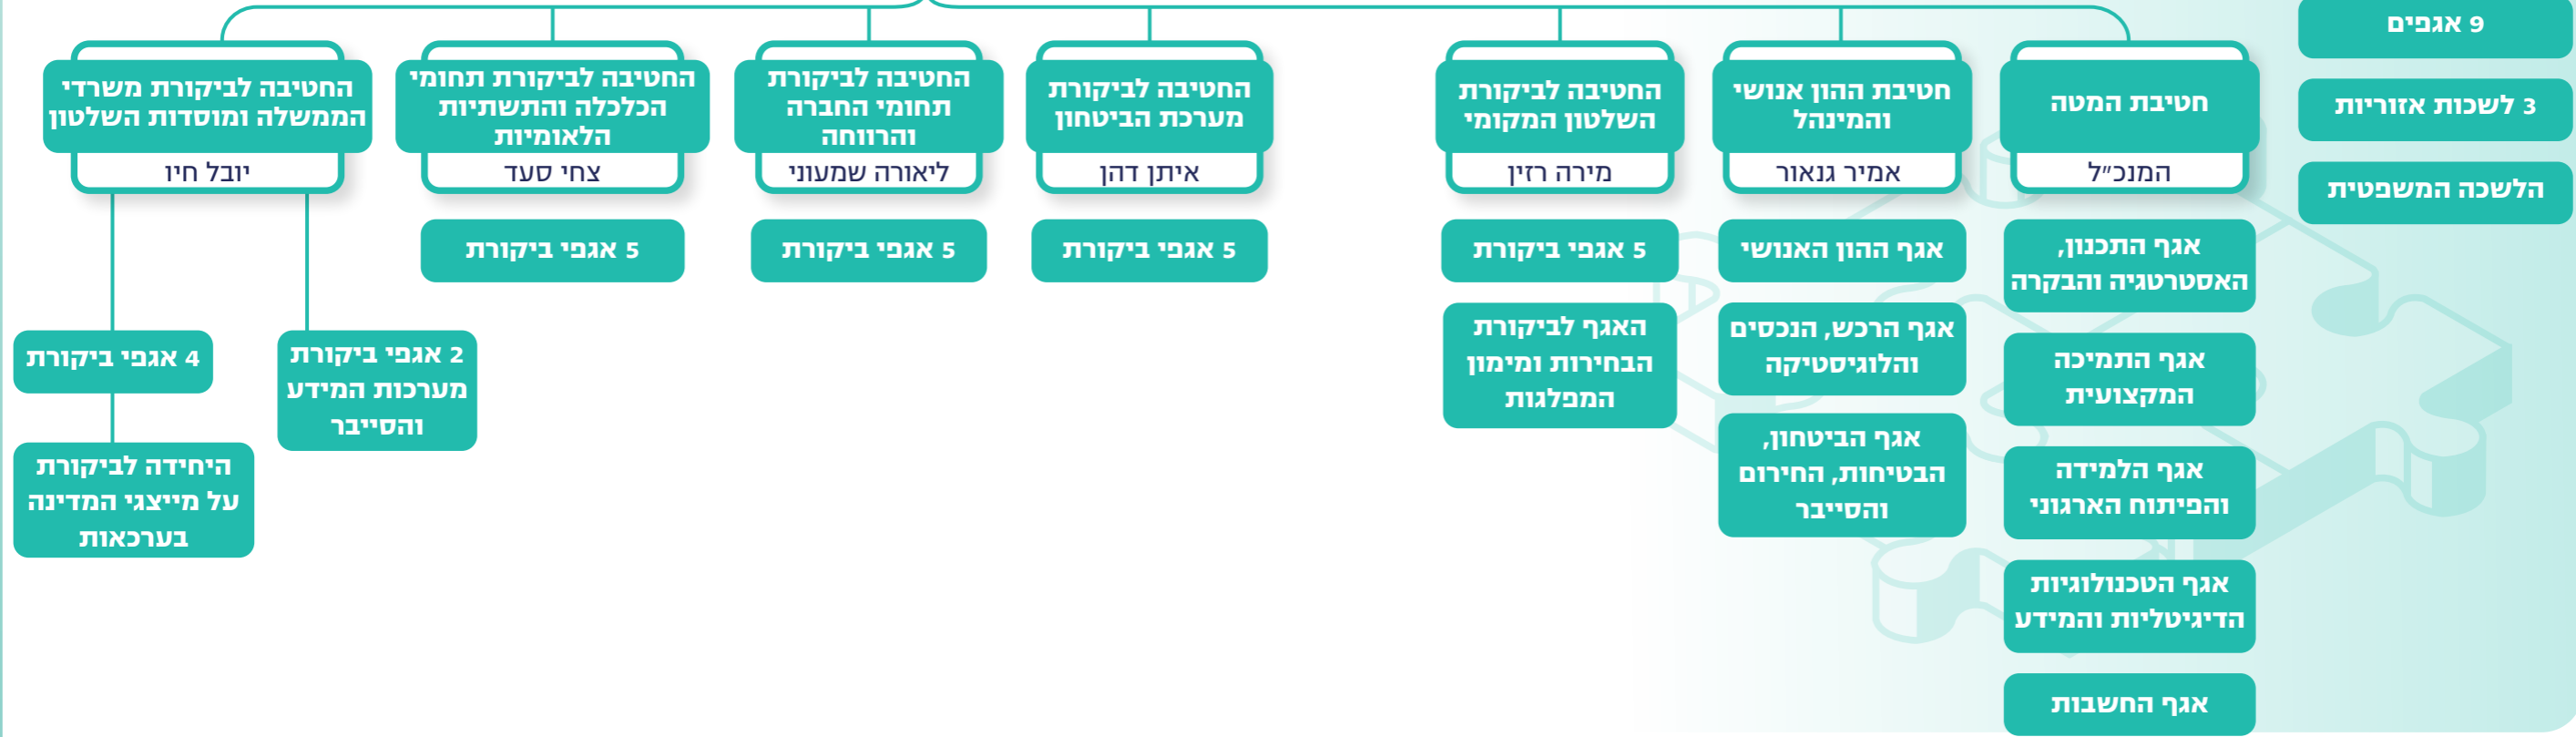 9 אגפים
3 לשכות אזוריות
הלשכה המשפטית
חטיבת המטה
המנכ״ל
אגף התכנון,
האסטרטגיה והבקרה
אגף התמיכה
המקצועית
אגף הלמידה
והפיתוח הארגוני
אגף הטכנולוגיות
הדיגיטליות והמידע
אגף החשבות
חטיבת ההון אנושי
והמינהל
אמיר גנאור
אגף ההון האנושי
אגף הרכש, הנכסים
והלוגיסטיקה
אגף הביטחון,
הבטיחות, החירום
והסייבר
החטיבה לביקורת
השלטון המקומי
מירה רזין
5 אגפי ביקורת
האגף לביקורת
הבחירות ומימון
המפלגות
החטיבה לביקורת
מערכת הביטחון
איתן דהן
5 אגפי ביקורת
החטיבה לביקורת
תחומי החברה
והרווחה
ליאורה שמעוני
5 אגפי ביקורת
החטיבה לביקורת תחומי
הכלכלה והתשתיות
הלאומיות
צחי סעד
5 אגפי ביקורת
החטיבה לביקורת משרדי
הממשלה ומוסדות השלטון
יובל חיו
2 אגפי ביקורת
מערכות המידע
והסייבר
4 אגפי ביקורת
היחידה לביקורת
על מייצגי המדינה
בערכאות